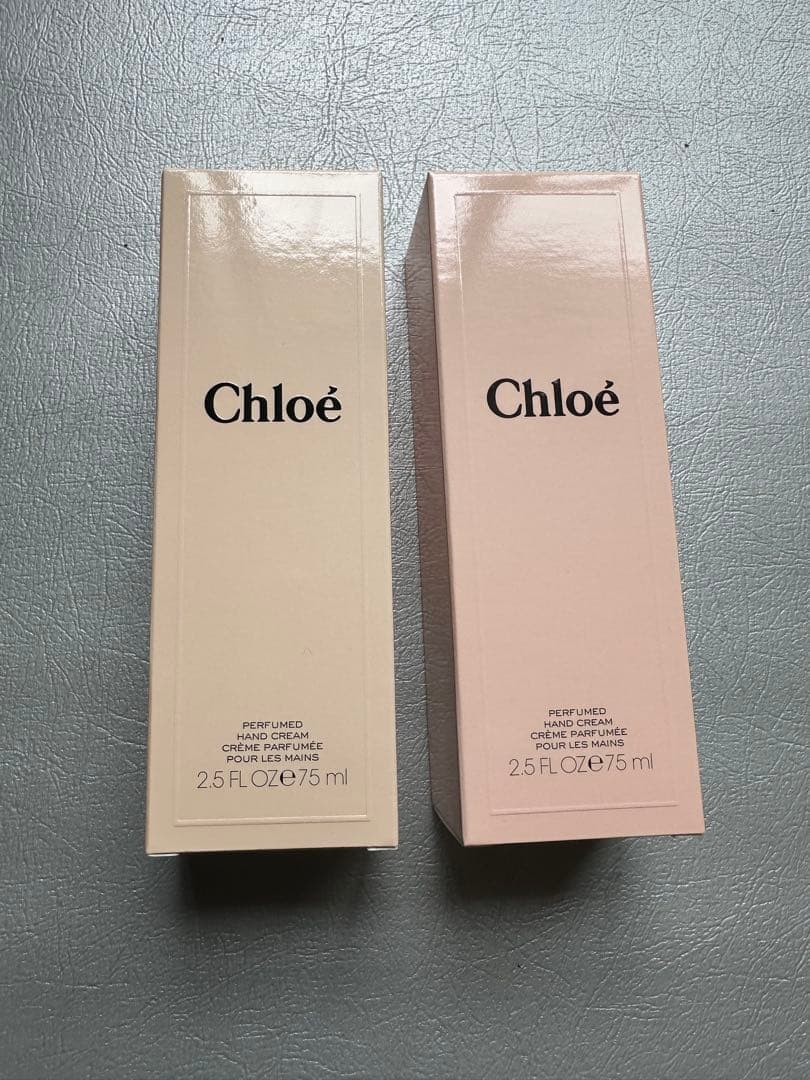 Chloé
PERFUMED
HAND CREAM
CRÈME PARFUMÉE
POUR LES MAINS
2.5 FL OZ℮75 ml
Chloé
PERFUMED
HAND CREAM
CRÈME PARFUMÉE
POUR LES MAINS
2.5 FL OZ℮75 ml